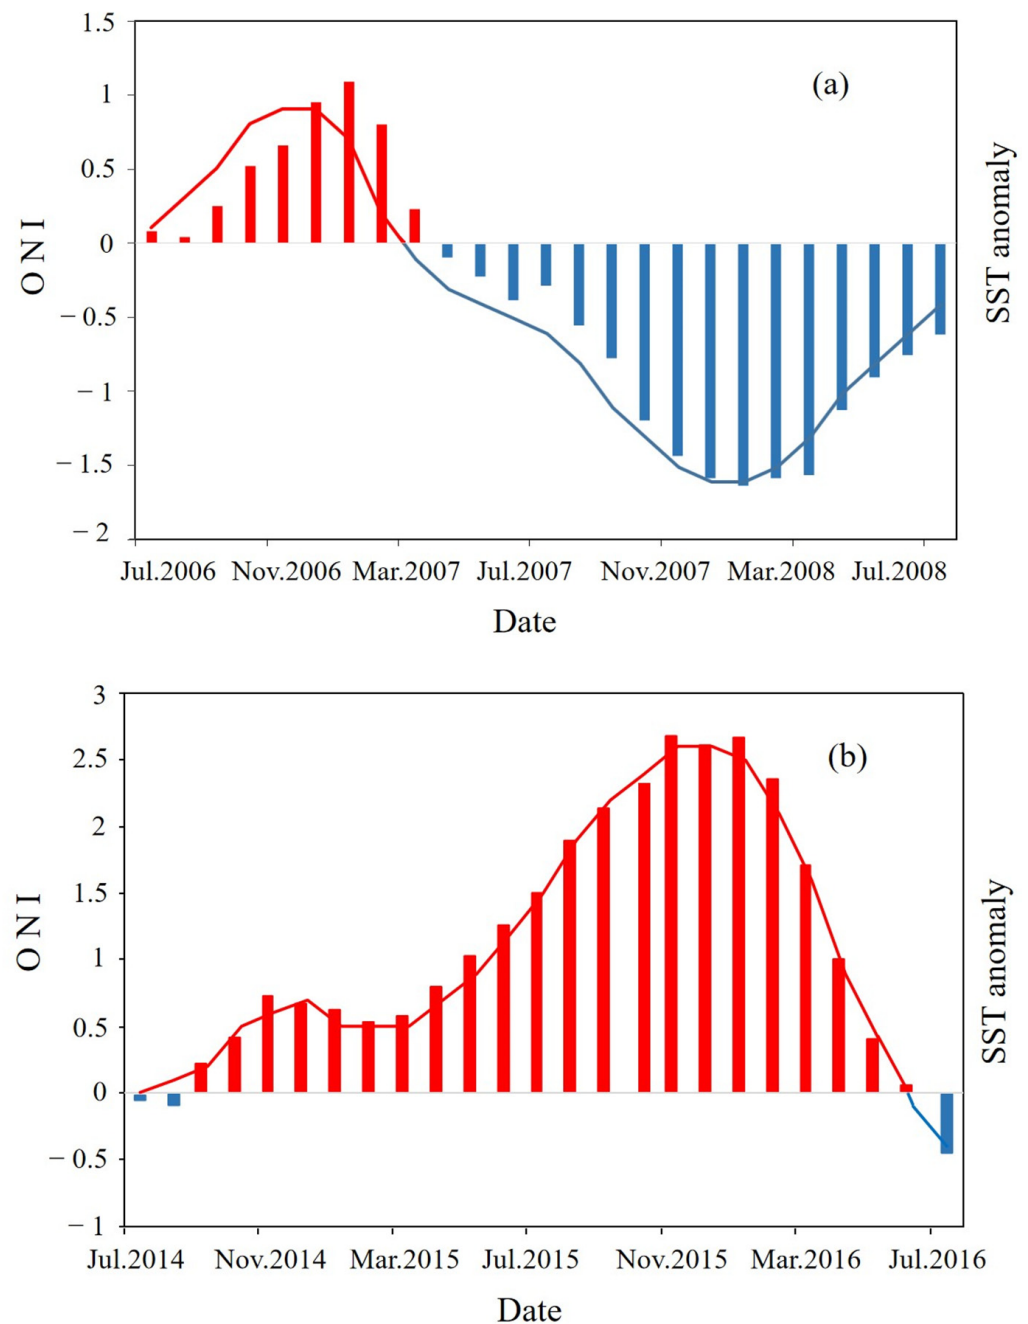 1.5
(a)
1
0.5
0
−0.5
−1
−1.5
−2
O N I
SST anomaly
Jul.2006 Nov.2006 Mar.2007 Jul.2007 Nov.2007 Mar.2008 Jul.2008
Date
3
(b)
2.5
2
1.5
1
0.5
0
−0.5
−1
O N I
SST anomaly
Jul.2014 Nov.2014 Mar.2015 Jul.2015 Nov.2015 Mar.2016 Jul.2016
Date